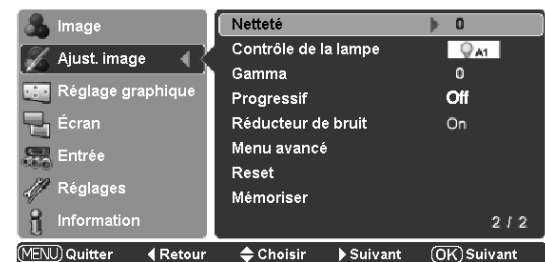 Image
Ajust. image
Réglage graphique
Écran
Entrée
Réglages
Information
Netteté 0
Contrôle de la lampe A1
Gamma 0
Progressif Off
Réducteur de bruit On
Menu avancé
Reset
Mémoriser
2 / 2
MENU Quitter Retour Choisir Suivant OK Suivant